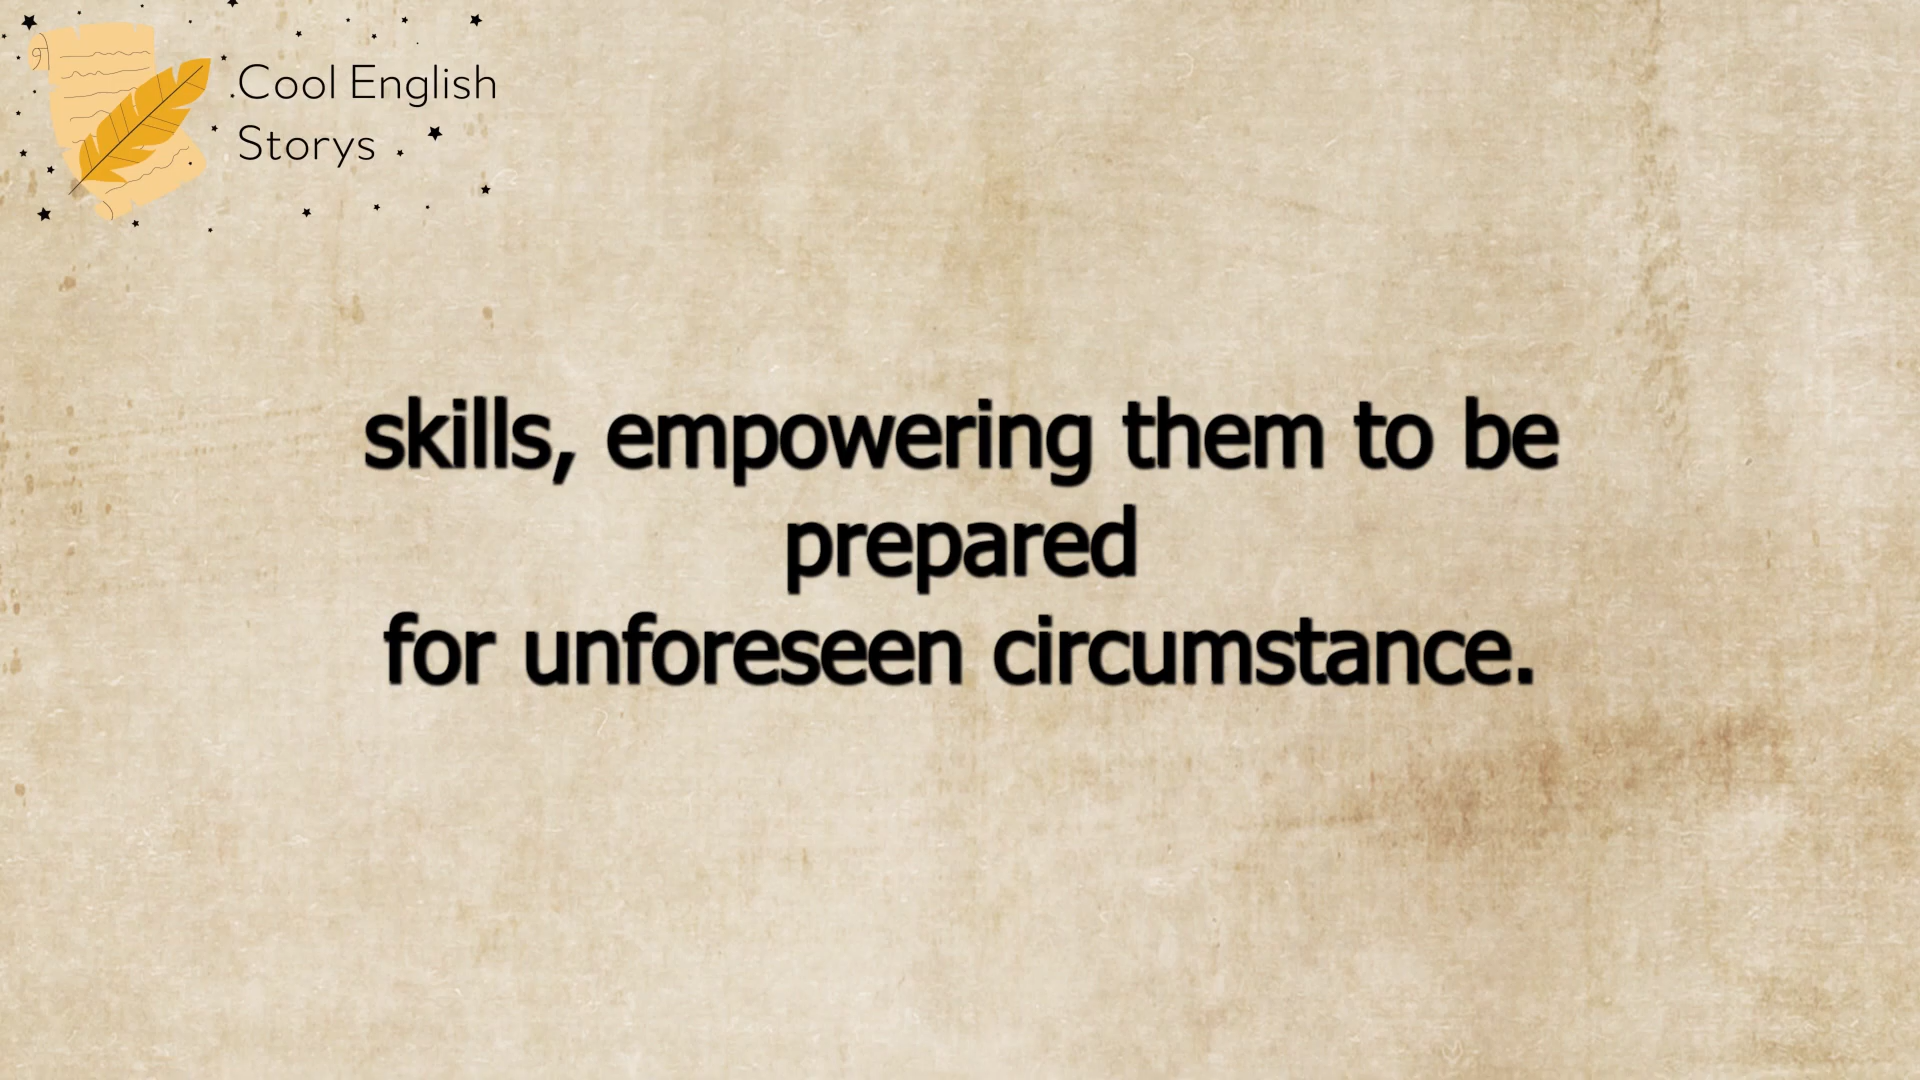 Cool English
Storys
skills, empowering them to be
prepared
for unforeseen circumstance.